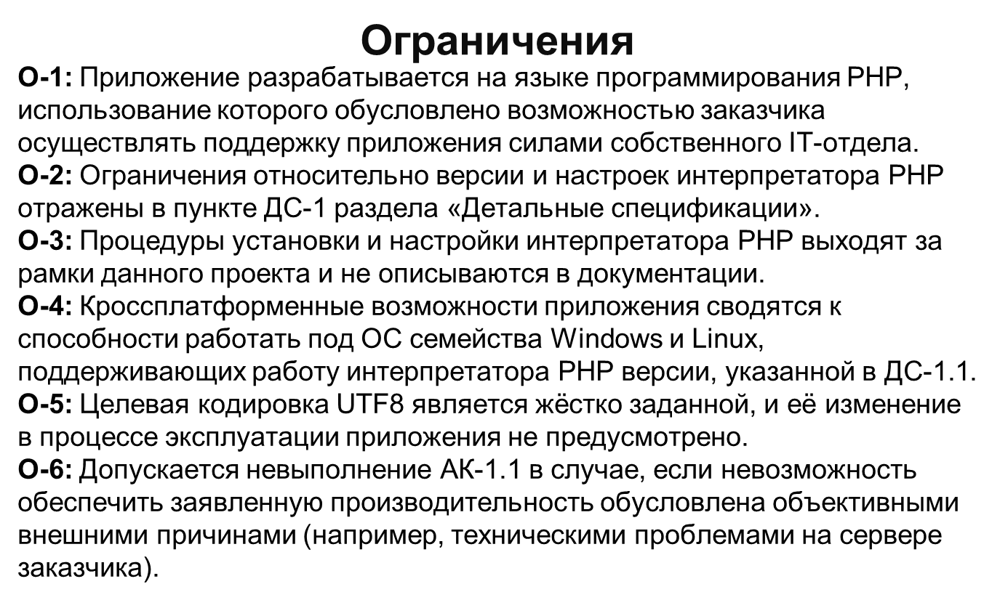 Ограничения
О-1: Приложение разрабатывается на языке программирования PHP,
использование которого обусловлено возможностью заказчика
осуществлять поддержку приложения силами собственного IT-отдела.
О-2: Ограничения относительно версии и настроек интерпретатора PHP
отражены в пункте ДС-1 раздела «Детальные спецификации».
О-3: Процедуры установки и настройки интерпретатора PHP выходят за
рамки данного проекта и не описываются в документации.
О-4: Кроссплатформенные возможности приложения сводятся к
способности работать под ОС семейства Windows и Linux,
поддерживающих работу интерпретатора PHP версии, указанной в ДС-1.1.
О-5: Целевая кодировка UTF8 является жёстко заданной, и её изменение
в процессе эксплуатации приложения не предусмотрено.
О-6: Допускается невыполнение АК-1.1 в случае, если невозможность
обеспечить заявленную производительность обусловлена объективными
внешними причинами (например, техническими проблемами на сервере
заказчика).